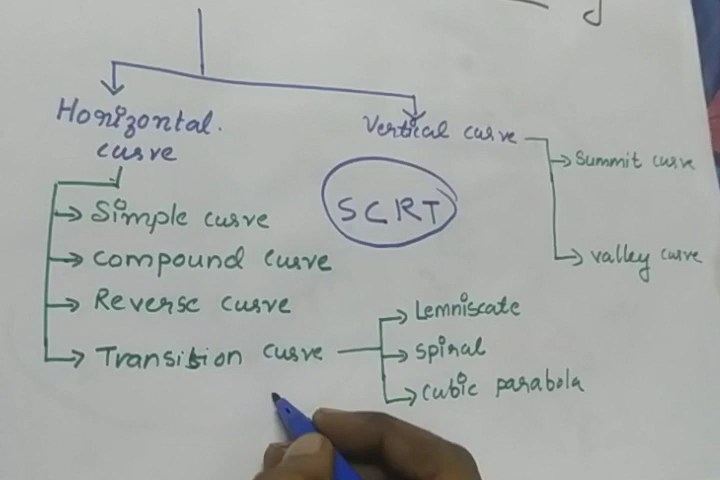 Horizontal.
curve
Vertical curve
Summit curve
SCRT
Simple curve
compound curve
valley curve
Reverse curve
Lemniscate
Transition curve
spiral
cubic parabola